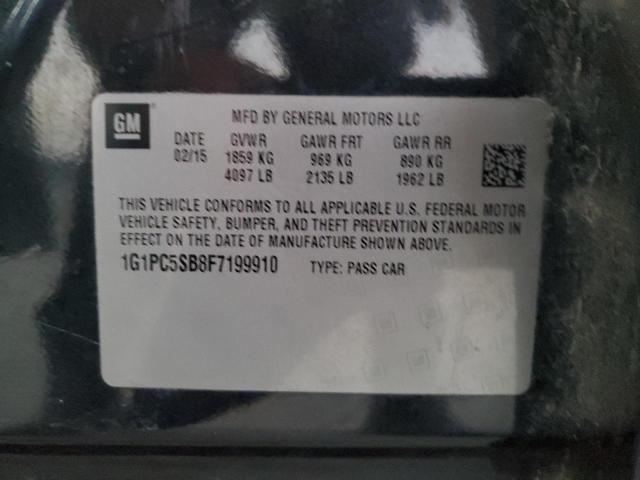 GM
MFD BY GENERAL MOTORS LLC
DATE GVWR GAWR FRT GAWR RR
02/15 1859 KG 969 KG 890 KG
4097 LB 2135 LB 1962 LB
THIS VEHICLE CONFORMS TO ALL APPLICABLE U.S. FEDERAL MOTOR
VEHICLE SAFETY, BUMPER, AND THEFT PREVENTION STANDARDS IN
EFFECT ON THE DATE OF MANUFACTURE SHOWN ABOVE.
1G1PC5SB8F7199910 TYPE: PASS CAR